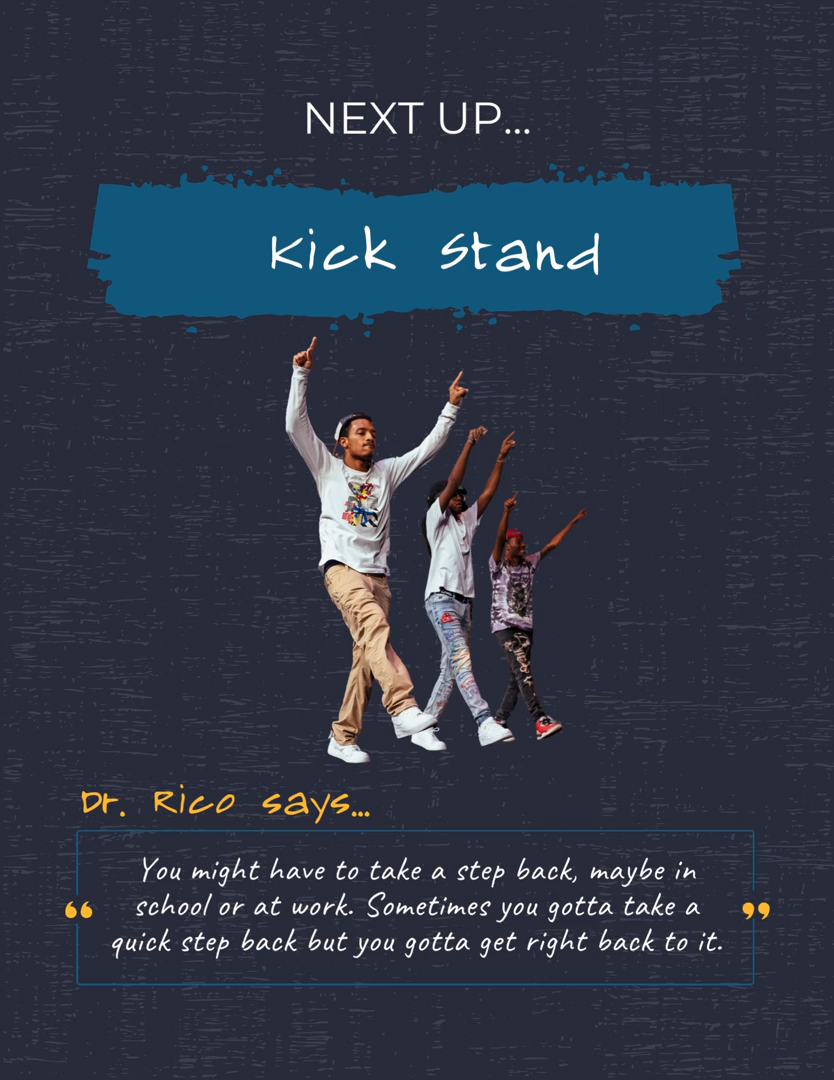 NEXT UP...
Kick Stand
Dr. Rico says...
“ You might have to take a step back, maybe in
school or at work. Sometimes you gotta take a
quick step back but you gotta get right back to it. ”